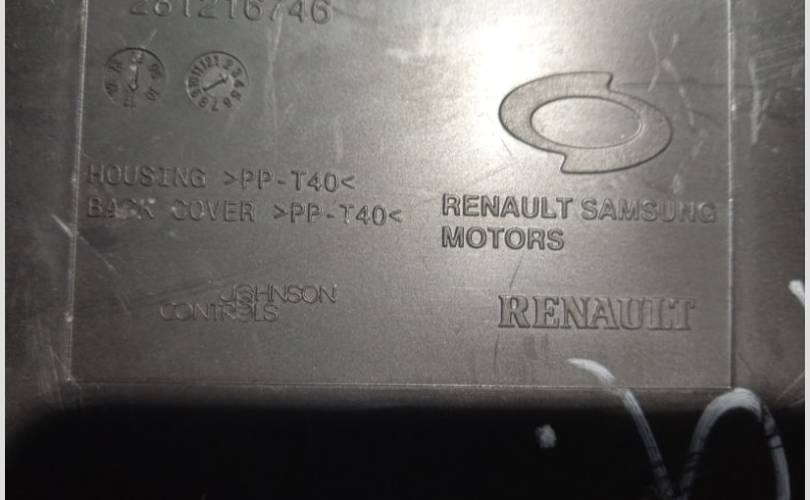 281216746
HOUSING >PP-T40<
BACK COVER >PP-T40<
RENAULT SAMSUNG
MOTORS
JOHNSON
CONTROLS
RENAULT